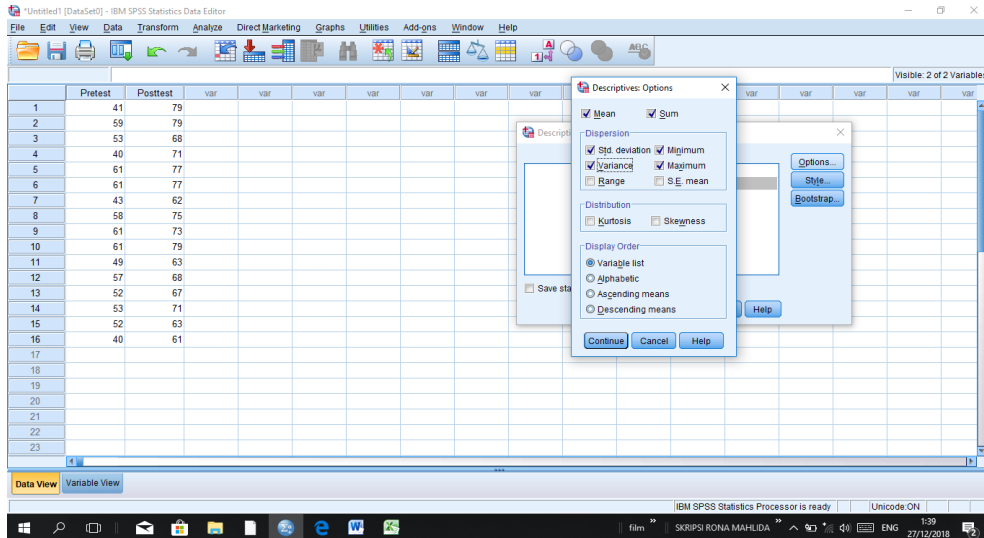 *Untitled1 [DataSet0] - IBM SPSS Statistics Data Editor
File Edit View Data Transform Analyze Direct Marketing Graphs Utilities Add-ons Window Help
Visible: 2 of 2 Variables
Pretest Posttest var var var var var var var var var var var
1 41 79
2 59 79
3 53 68
4 40 71
5 61 77
6 61 77
7 43 62
8 58 75
9 61 73
10 61 79
11 49 63
12 57 68
13 52 67
14 53 71
15 52 63
16 40 61
17
18
19
20
21
22
23
Descripti
Options...
Style...
Bootstrap...
Save sta
Help
Descriptives: Options
Mean Sum
Dispersion
Std. deviation Minimum
Variance Maximum
Range S.E. mean
Distribution
Kurtosis Skewness
Display Order
Variable list
Alphabetic
Ascending means
Descending means
Continue Cancel Help
Data View Variable View
IBM SPSS Statistics Processor is ready Unicode:ON
film SKRIPSI RONA MAHLIDA ENG 1:39
27/12/2018